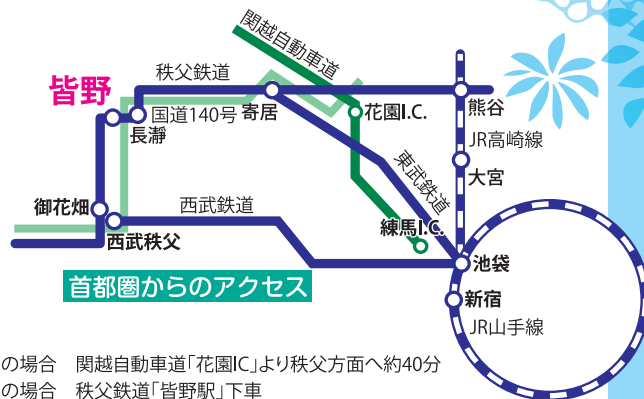 関越自動車道
秩父鉄道
皆野
国道140号
寄居
花園I.C.
熊谷
長瀞
JR高崎線
東武鉄道
大宮
御花畑
西武鉄道
練馬I.C.
西武秩父
池袋
首都圏からのアクセス
新宿
JR山手線
の場合 関越自動車道「花園IC」より秩父方面へ約40分
の場合 秩父鉄道「皆野駅」下車